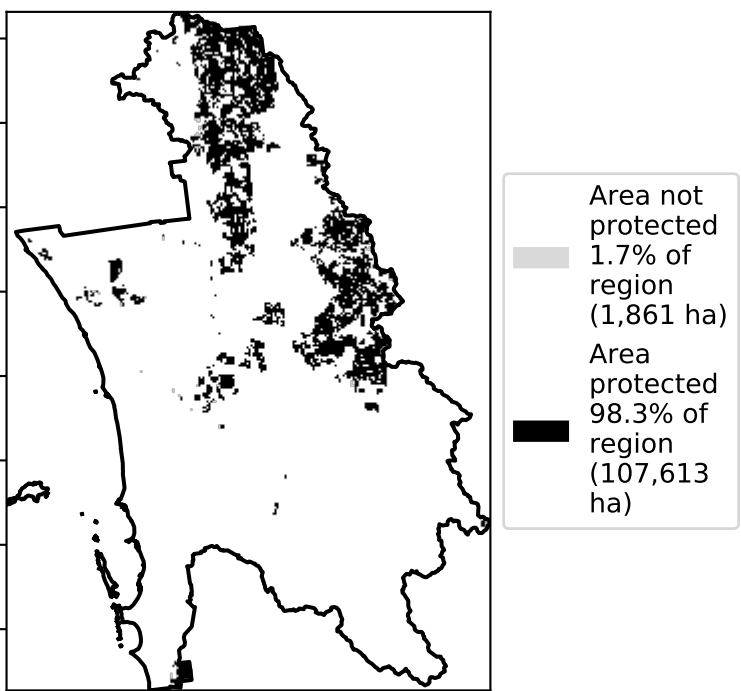 Area not
protected
1.7% of
region
(1,861 ha)
Area
protected
98.3% of
region
(107,613
ha)